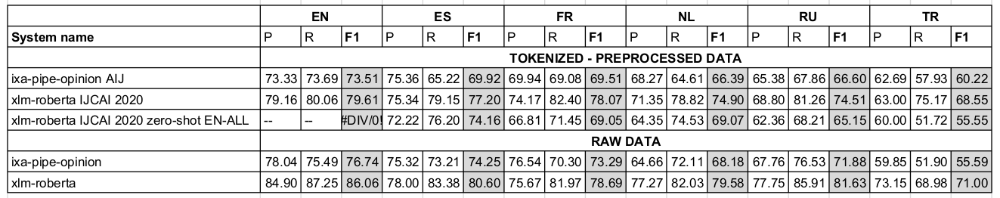 EN ES FR NL RU TR
System name P R F1 P R F1 P R F1 P R F1 P R F1 P R F1
TOKENIZED - PREPROCESSED DATA
ixa-pipe-opinion AIJ 73.33 73.69 73.51 75.36 65.22 69.92 69.94 69.08 69.51 68.27 64.61 66.39 65.38 67.86 66.60 62.69 57.93 60.22
xlm-roberta IJCAI 2020 79.16 80.06 79.61 75.34 79.15 77.20 74.17 82.40 78.07 71.35 78.82 74.90 68.80 81.26 74.51 63.00 75.17 68.55
xlm-roberta IJCAI 2020 zero-shot EN-ALL -- -- #DIV/0! 72.22 76.20 74.16 66.81 71.45 69.05 64.35 74.53 69.07 62.36 68.21 65.15 60.00 51.72 55.55
RAW DATA
ixa-pipe-opinion 78.04 75.49 76.74 75.32 73.21 74.25 76.54 70.30 73.29 64.66 72.11 68.18 67.76 76.53 71.88 59.85 51.90 55.59
xlm-roberta 84.90 87.25 86.06 78.00 83.38 80.60 75.67 81.97 78.69 77.27 82.03 79.58 77.75 85.91 81.63 73.15 68.98 71.00